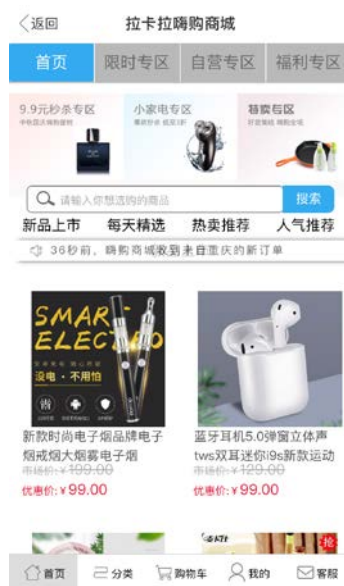 返回
拉卡拉嗨购商城
首页 限时专区 自营专区 福利专区
9.9元秒杀专区 小家电专区 替换专区
请输入你想选购的商品 搜索
新品上市 每天精选 热卖推荐 人气推荐
36秒前，嗨购商城收到来自重庆的新订单
SMAR
ELEC
没电·不用怕
新款时尚电子烟品牌电子
烟戒烟大烟雾电子烟
市场价:￥199.00
优惠价:￥99.00
蓝牙耳机5.0弹窗立体声
tws双耳迷你i9s新款运动
市场价:￥129.00
优惠价:￥99.00
抢
首页 分类 购物车 我的 客服